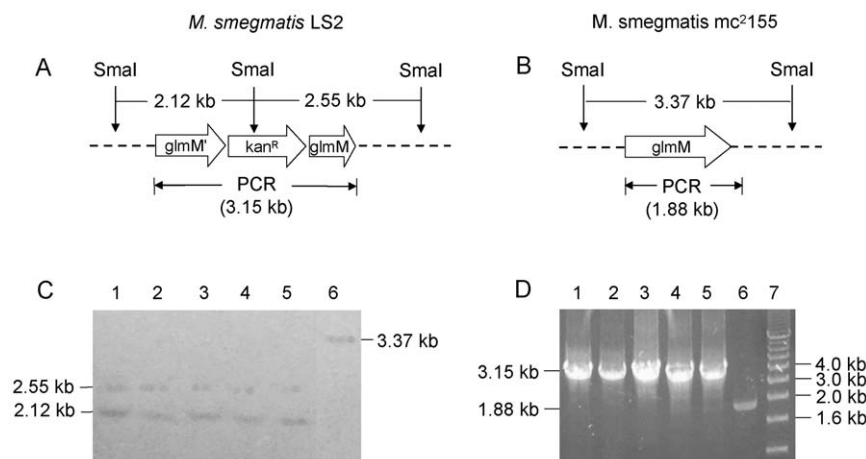 M. smegmatis LS2
M. smegmatis mc²155
A
SmaI
SmaI
SmaI
2.12 kb
2.55 kb
glmM'
kanᴿ
glmM
PCR
(3.15 kb)
B
SmaI
SmaI
3.37 kb
glmM
PCR
(1.88 kb)
C
1 2 3 4 5 6
3.37 kb
2.55 kb
2.12 kb
D
1 2 3 4 5 6 7
3.15 kb
1.88 kb
4.0 kb
3.0 kb
2.0 kb
1.6 kb